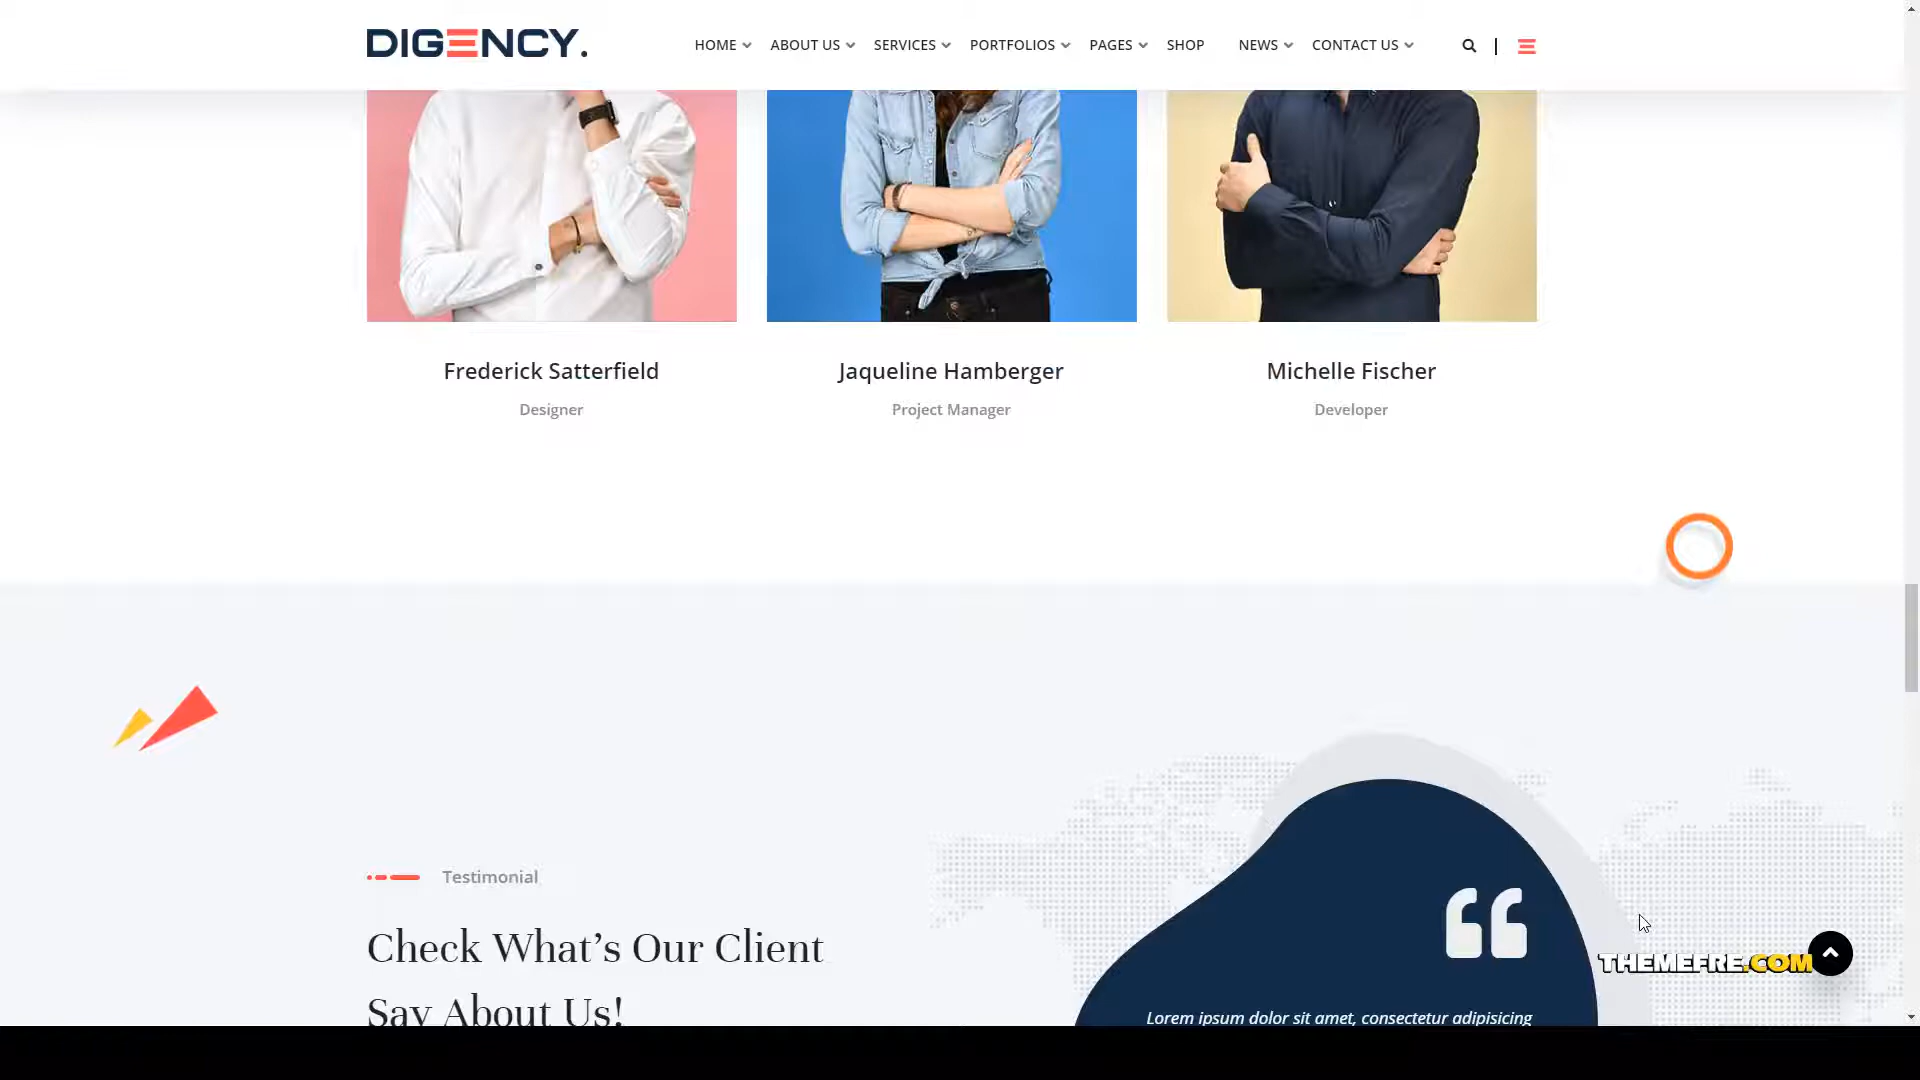 DIGENCY.
HOME ABOUT US SERVICES PORTFOLIOS PAGES SHOP NEWS CONTACT US
Frederick Satterfield Jaqueline Hamberger Michelle Fischer
Designer Project Manager Developer
Testimonial
Check What's Our Client
Say About Us!
THEMEFRE.COM
Lorem ipsum dolor sit amet, consectetur adipisicing